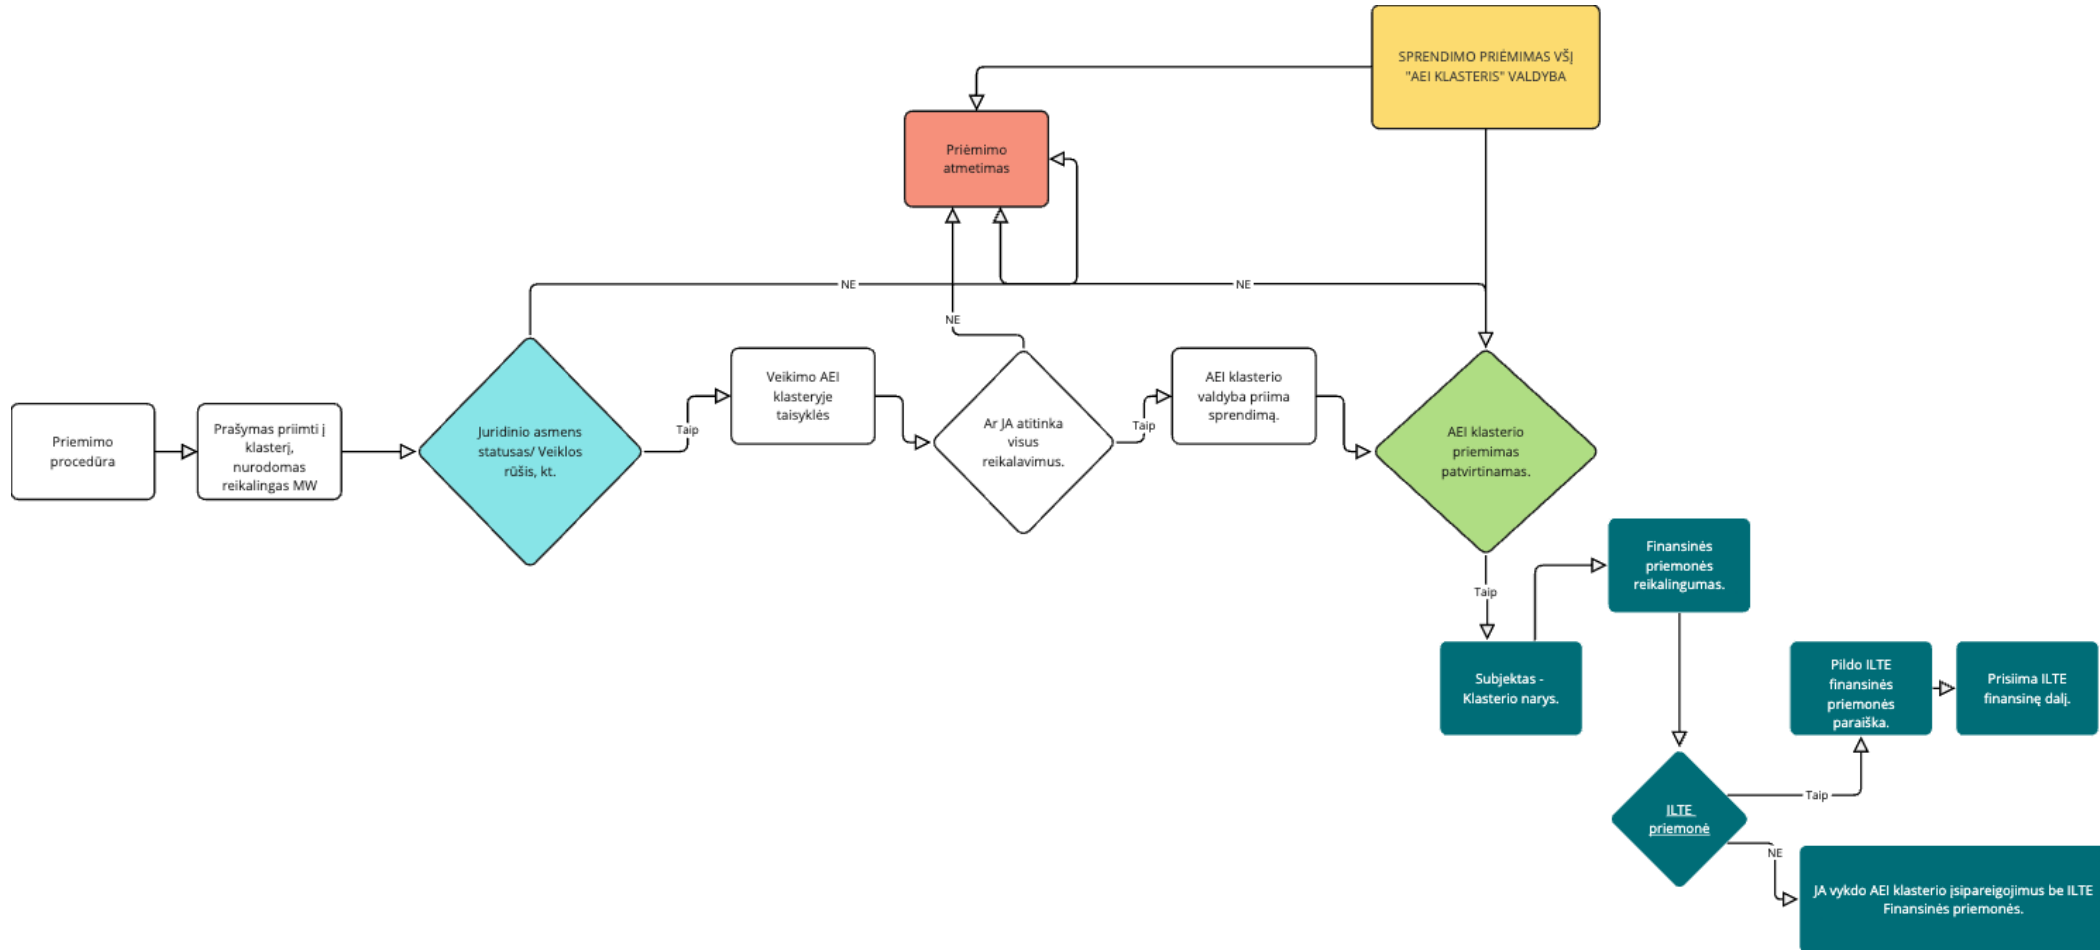 SPRENDIMO PRIĖMIMAS VŠĮ
"AEI KLASTERIS" VALDYBA
Priėmimo
atmetimas
NE
NE
NE
Priemimo
procedūra
Prašymas priimti į
klasterį,
nurodomas
reikalingas MW
Juridinio asmens
statusas/ Veiklos
rūšis, kt.
Taip
Veikimo AEI
klasteryje
taisyklės
Ar JA atitinka
visus
reikalavimus.
Taip
AEI klasterio
valdyba priima
sprendimą.
AEI klasterio
priemimas
patvirtinamas.
Taip
Subjektas -
Klasterio narys.
Finansinės
priemonės
reikalingumas.
ILTE
priemonė
Taip
Pildo ILTE
finansinės
priemonės
paraiška.
Prisiima ILTE
finansinę dalį.
NE
JA vykdo AEI klasterio įsipareigojimus be ILTE
Finansinės priemonės.